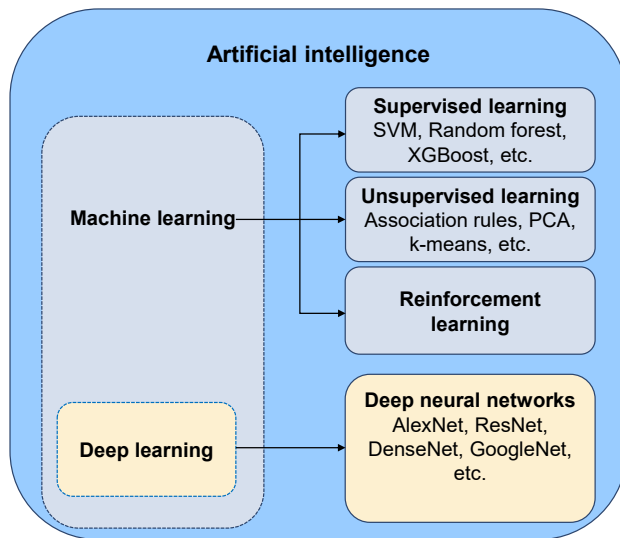 Artificial intelligence
Supervised learning
SVM, Random forest,
XGBoost, etc.
Machine learning
Unsupervised learning
Association rules, PCA,
k-means, etc.
Reinforcement
learning
Deep learning
Deep neural networks
AlexNet, ResNet,
DenseNet, GoogleNet,
etc.